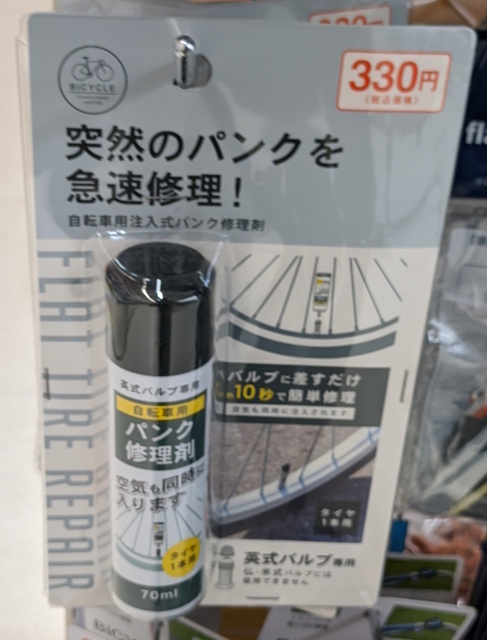 BICYCLE
330円
(税込価格)
突然のパンクを
急速修理!
自転車用注入式パンク修理剤
FLAT TIRE REPAIR
英式バルブ専用
自転車用
パンク
修理剤
空気も同時に
入ります
タイヤ
1本用
70ml
バルブに差すだけ
約10秒で簡単修理
空気も同時に注入されます
タイヤ
1本用
英式バルブ専用
仏・米式バルブには
使用できません